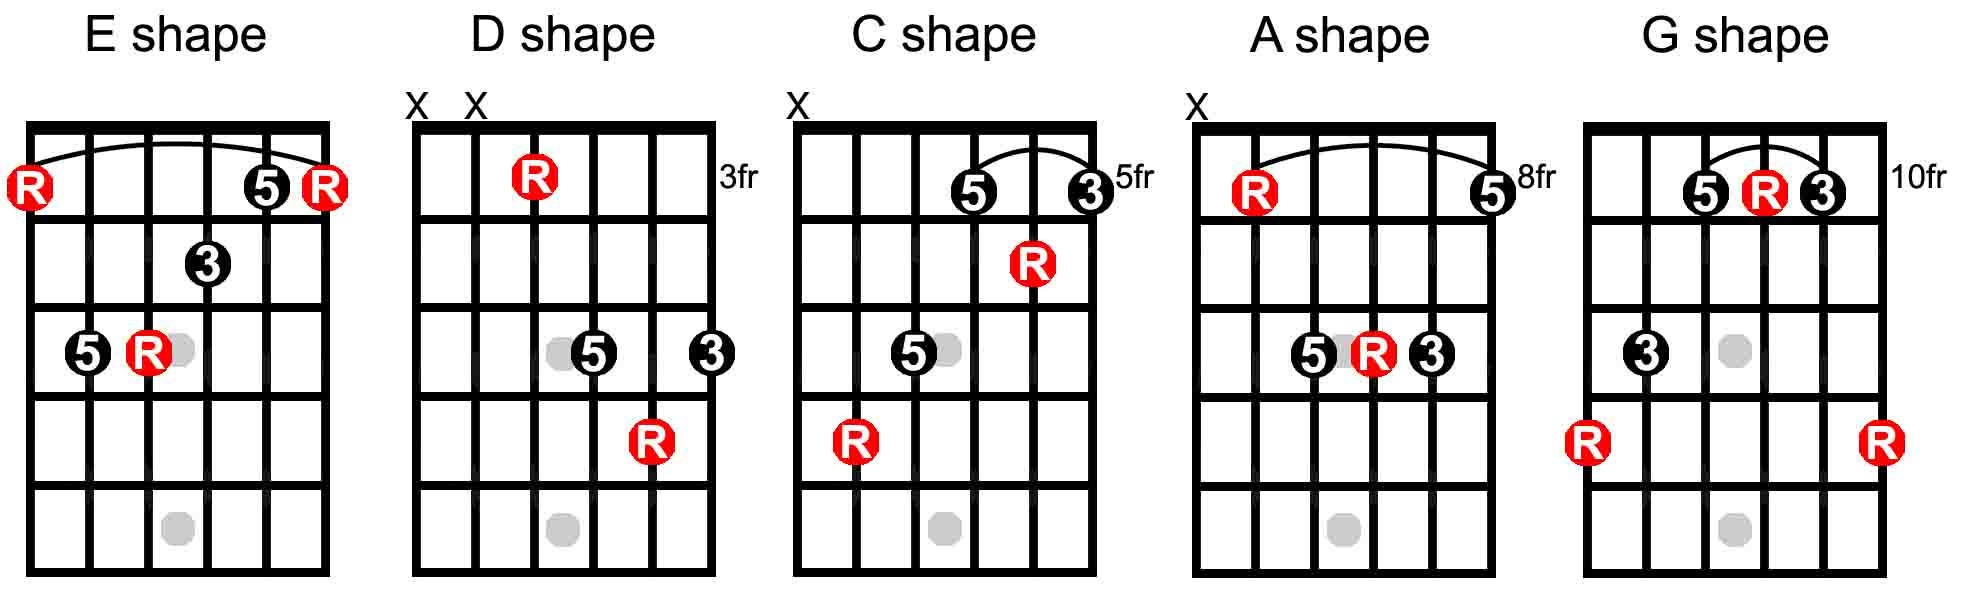 E shape
D shape
C shape
A shape
G shape
X X
X
X
R 5 R
3
5 R
R 3fr
5 3
R
5 3 5fr
R
5
R
R 5 8fr
5 R 3
5 R 3 10fr
3
R R